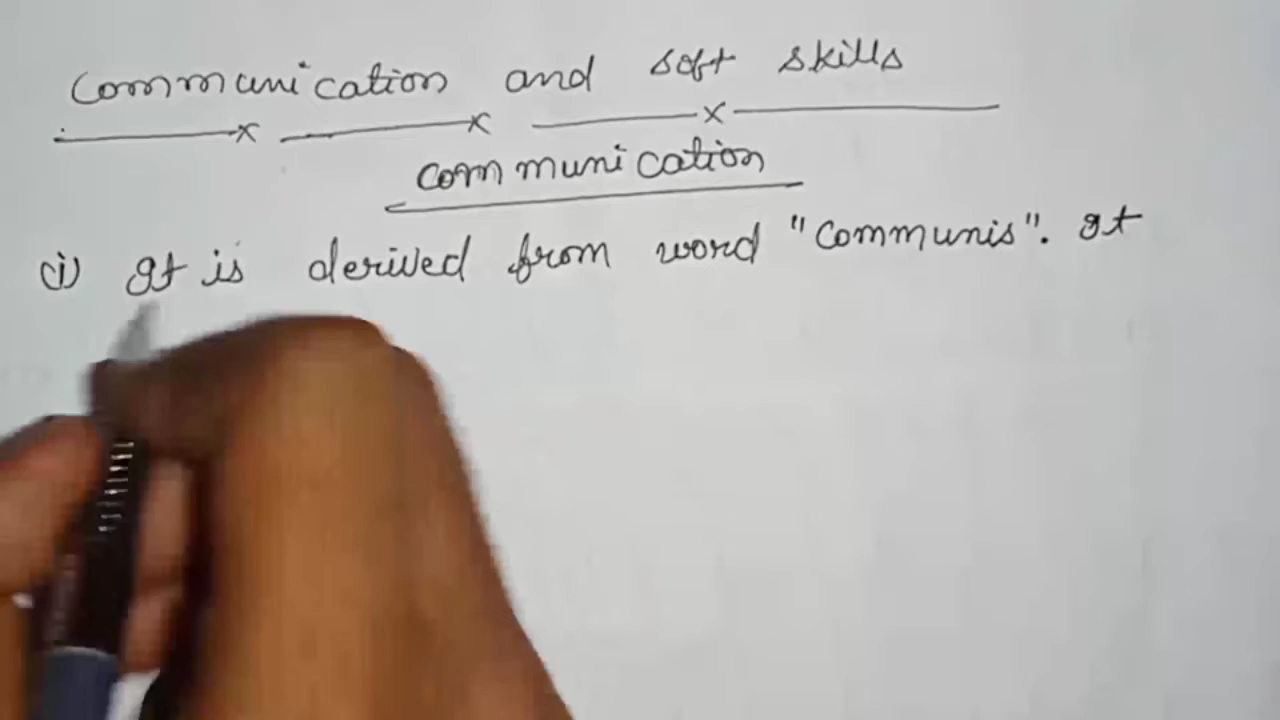 Communication and soft skills
Communication
(i) It is derived from word "Communis". It